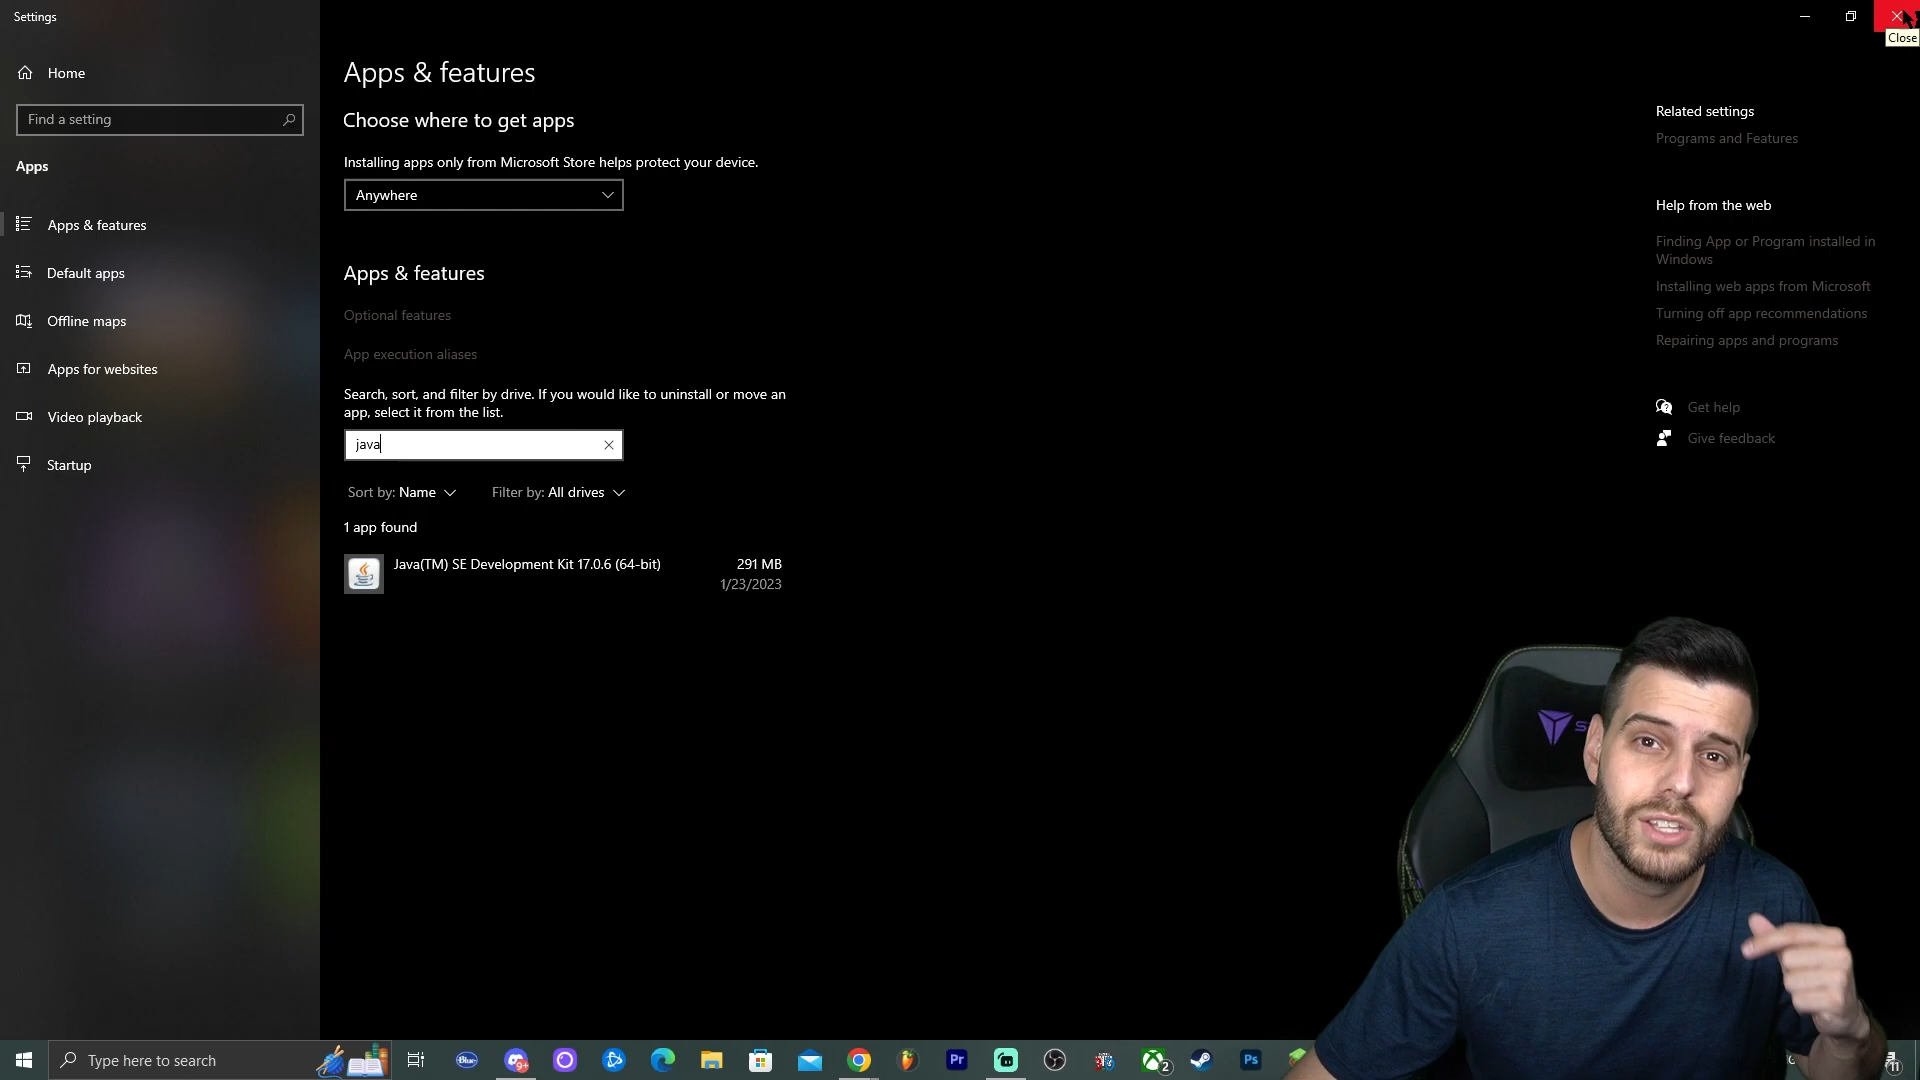 Settings
Close
Home
Find a setting
Apps
Apps & features
Default apps
Offline maps
Apps for websites
Video playback
Startup
Apps & features
Choose where to get apps
Installing apps only from Microsoft Store helps protect your device.
Anywhere
Apps & features
Optional features
App execution aliases
Search, sort, and filter by drive. If you would like to uninstall or move an
app, select it from the list.
java
Sort by: Name
Filter by: All drives
1 app found
Java(TM) SE Development Kit 17.0.6 (64-bit)
291 MB
1/23/2023
Related settings
Programs and Features
Help from the web
Finding App or Program installed in
Windows
Installing web apps from Microsoft
Turning off app recommendations
Repairing apps and programs
Get help
Give feedback
Type here to search
Blue
9+
Pr
2
Ps
11